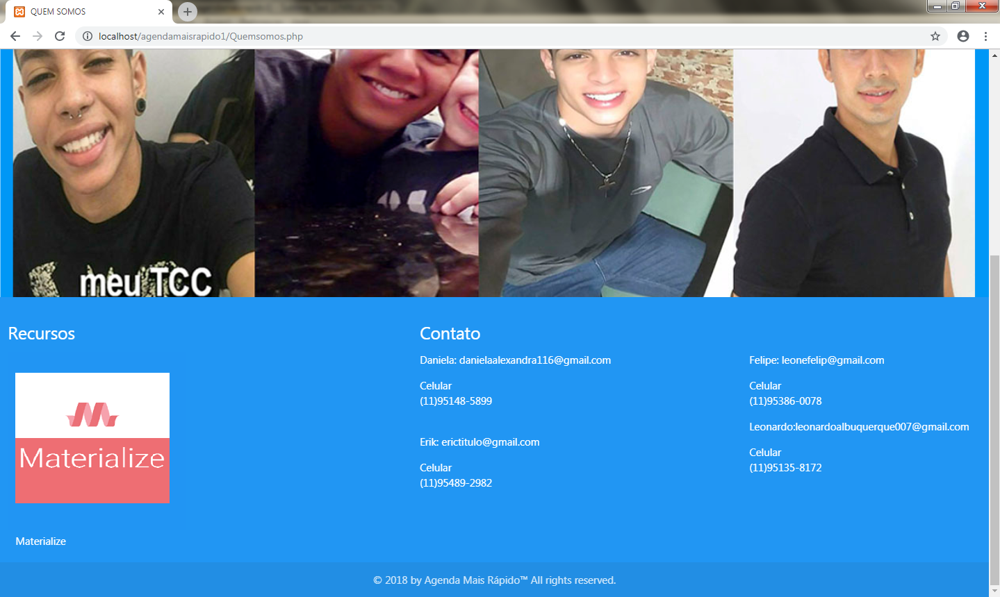 QUEM SOMOS
localhost/agendamaisrapido1/Quemsomos.php
meu TCC
Recursos
Materialize
Materialize
Contato
Daniela: danielaalexandra116@gmail.com
Celular
(11)95148-5899
Erik: erictitulo@gmail.com
Celular
(11)95489-2982
Felipe: leonefelip@gmail.com
Celular
(11)95386-0078
Leonardo:leonardoalbuquerque007@gmail.com
Celular
(11)95135-8172
© 2018 by Agenda Mais Rápido™ All rights reserved.